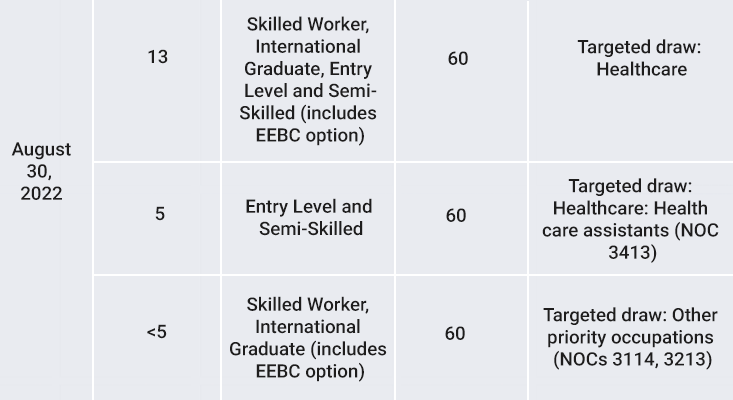 August
30,
2022
13
Skilled Worker,
International
Graduate, Entry
Level and Semi-
Skilled (includes
EEBC option)
60
Targeted draw:
Healthcare
5
Entry Level and
Semi-Skilled
60
Targeted draw:
Healthcare: Health
care assistants (NOC
3413)
<5
Skilled Worker,
International
Graduate (includes
EEBC option)
60
Targeted draw: Other
priority occupations
(NOCs 3114, 3213)